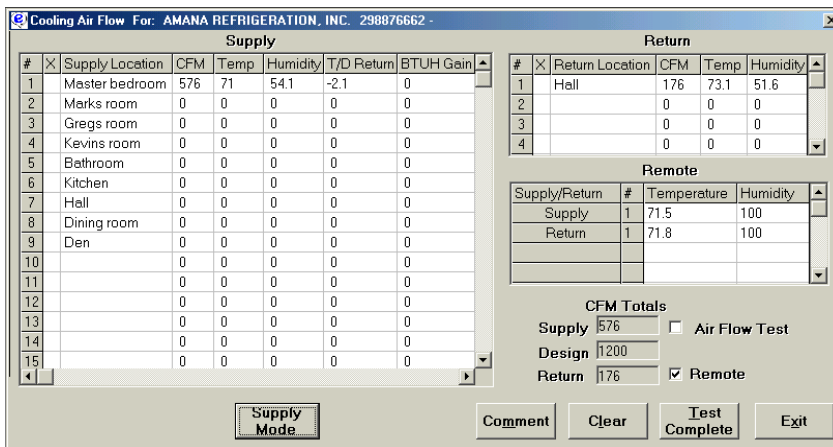 Cooling Air Flow For: AMANA REFRIGERATION, INC. 298876662 -
Supply
# X Supply Location CFM Temp Humidity T/D Return BTUH Gain
1 Master bedroom 576 71 54.1 -2.1 0
2 Marks room 0 0 0 0 0
3 Gregs room 0 0 0 0 0
4 Kevins room 0 0 0 0 0
5 Bathroom 0 0 0 0 0
6 Kitchen 0 0 0 0 0
7 Hall 0 0 0 0 0
8 Dining room 0 0 0 0 0
9 Den 0 0 0 0 0
10 0 0 0 0 0
11 0 0 0 0 0
12 0 0 0 0 0
13 0 0 0 0 0
14 0 0 0 0 0
15 0 0 0 0 0
Supply Mode
Return
# X Return Location CFM Temp Humidity
1 Hall 176 73.1 51.6
2 0 0 0
3 0 0 0
4 0 0 0
Remote
Supply/Return # Temperature Humidity
Supply 1 71.5 100
Return 1 71.8 100
CFM Totals
Supply 576 Air Flow Test
Design 1200
Return 176 Remote
Comment Clear Test Complete Exit